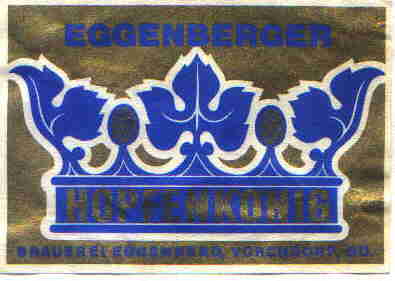 EGGENBERGER
HOPFENKÖNIG
BRAUEREI EGGENBERG, VORCHDORF, OÖ.